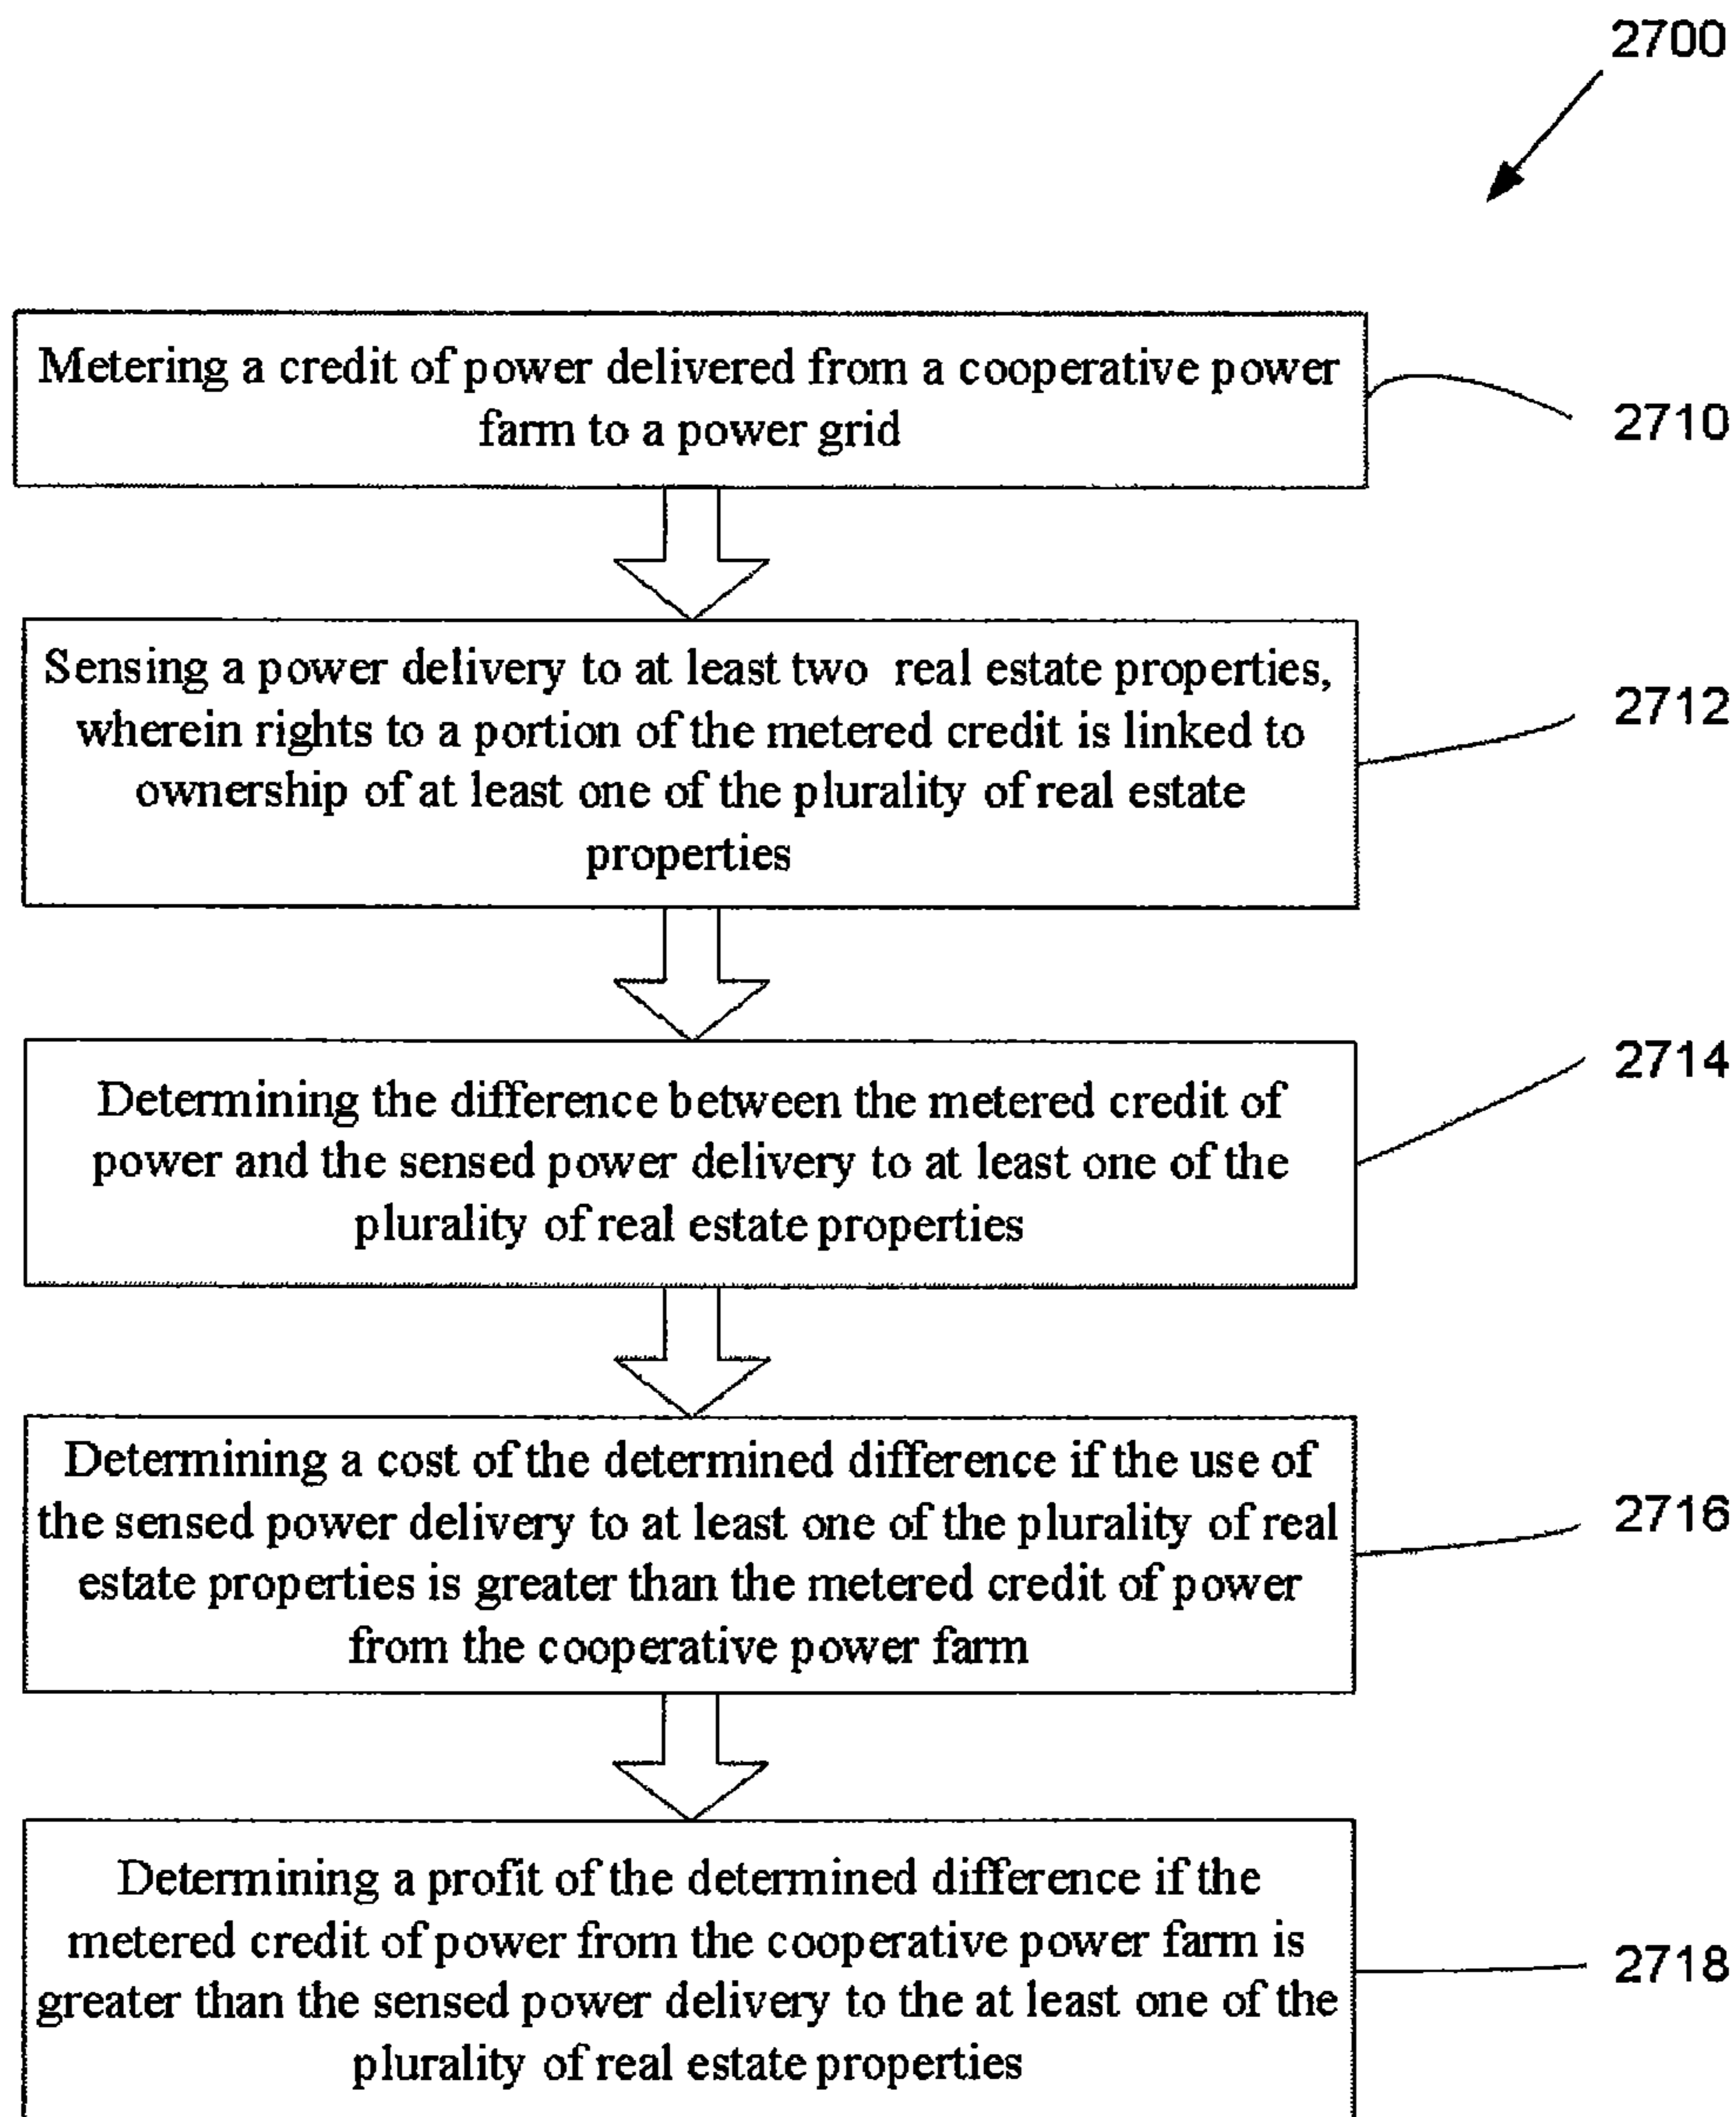 2700
Metering a credit of power delivered from a cooperative power
farm to a power grid
2710
Sensing a power delivery to at least two real estate properties,
wherein rights to a portion of the metered credit is linked to
ownership of at least one of the plurality of real estate
properties
2712
Determining the difference between the metered credit of
power and the sensed power delivery to at least one of the
plurality of real estate properties
2714
Determining a cost of the determined difference if the use of
the sensed power delivery to at least one of the plurality of real
estate properties is greater than the metered credit of power
from the cooperative power farm
2716
Determining a profit of the determined difference if the
metered credit of power from the cooperative power farm is
greater than the sensed power delivery to the at least one of the
plurality of real estate properties
2718